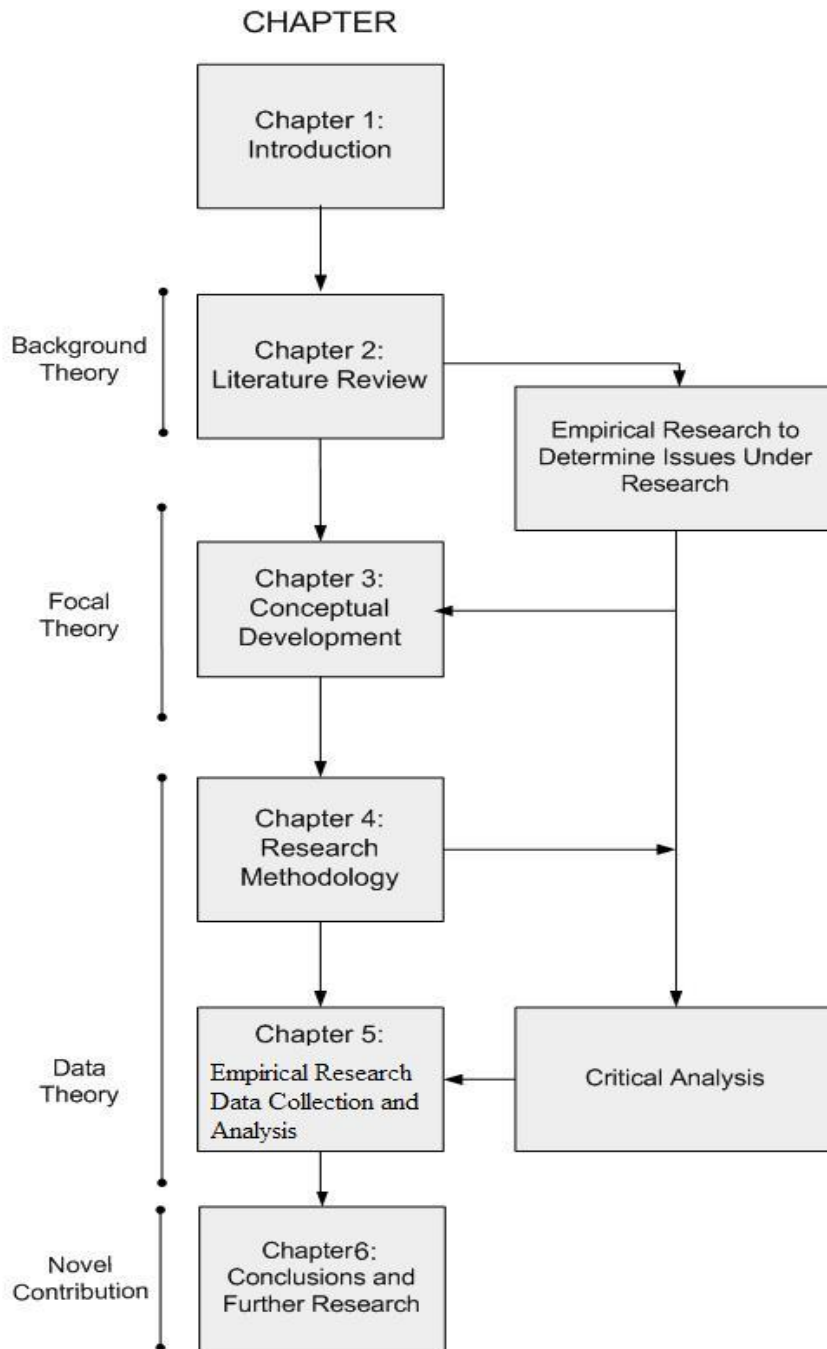 CHAPTER
Chapter 1:
Introduction
Background
Theory
Chapter 2:
Literature Review
Empirical Research to
Determine Issues Under
Research
Focal
Theory
Chapter 3:
Conceptual
Development
Chapter 4:
Research
Methodology
Data
Theory
Chapter 5:
Empirical Research
Data Collection and
Analysis
Critical Analysis
Novel
Contribution
Chapter6:
Conclusions and
Further Research